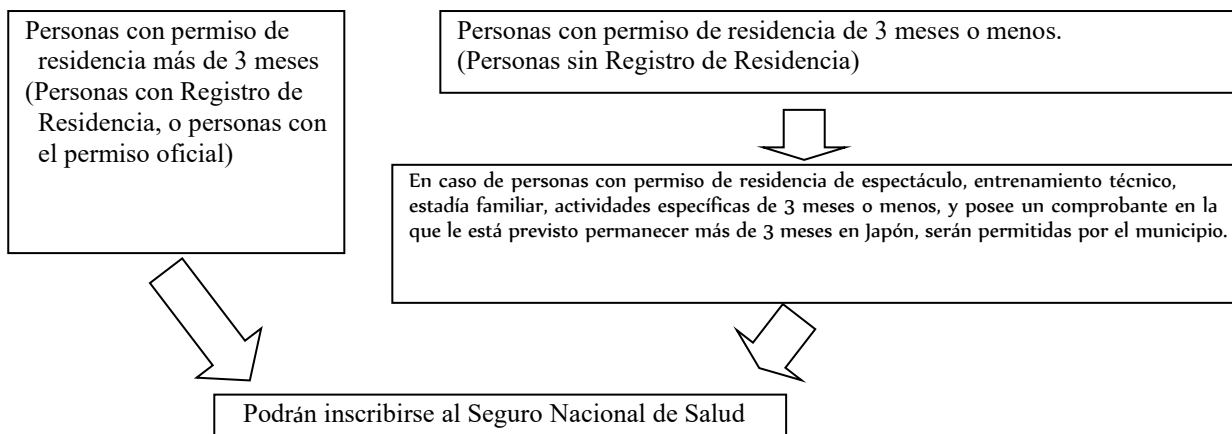 Personas con permiso de
residencia más de 3 meses
(Personas con Registro de
Residencia, o personas con
el permiso oficial)
Personas con permiso de residencia de 3 meses o menos.
(Personas sin Registro de Residencia)
En caso de personas con permiso de residencia de espectáculo, entrenamiento técnico,
estadía familiar, actividades específicas de 3 meses o menos, y posee un comprobante en la
que le está previsto permanecer más de 3 meses en Japón, serán permitidas por el municipio.
Podrán inscribirse al Seguro Nacional de Salud